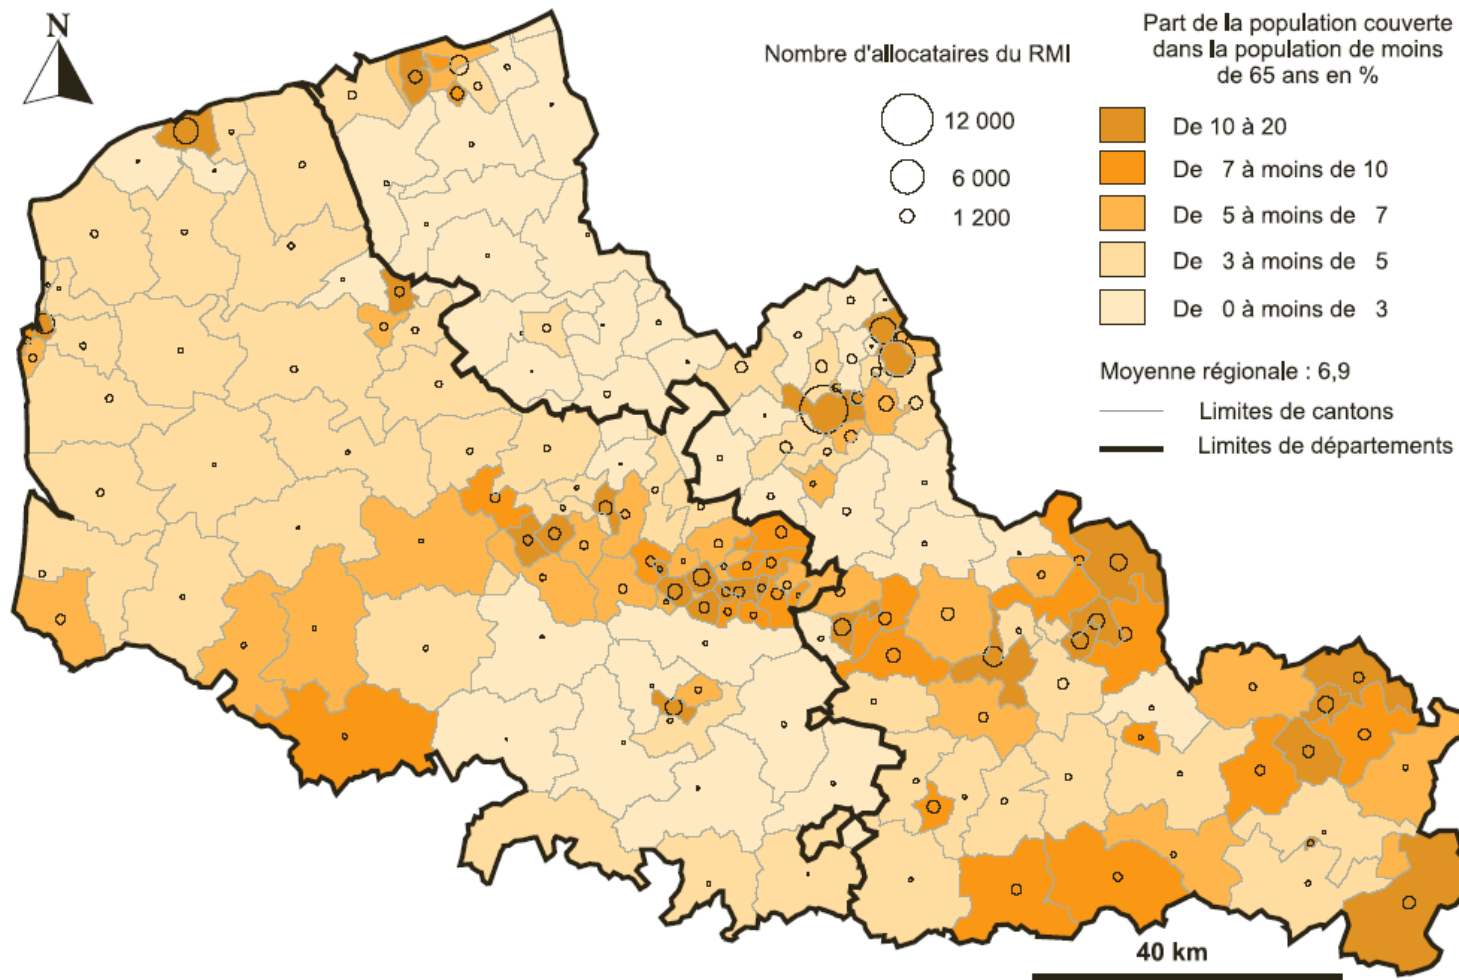 N
Nombre d'allocataires du RMI
12 000
6 000
1 200
Part de la population couverte
dans la population de moins
de 65 ans en %
De 10 à 20
De 7 à moins de 10
De 5 à moins de 7
De 3 à moins de 5
De 0 à moins de 3
Moyenne régionale : 6,9
Limites de cantons
Limites de départements
40 km